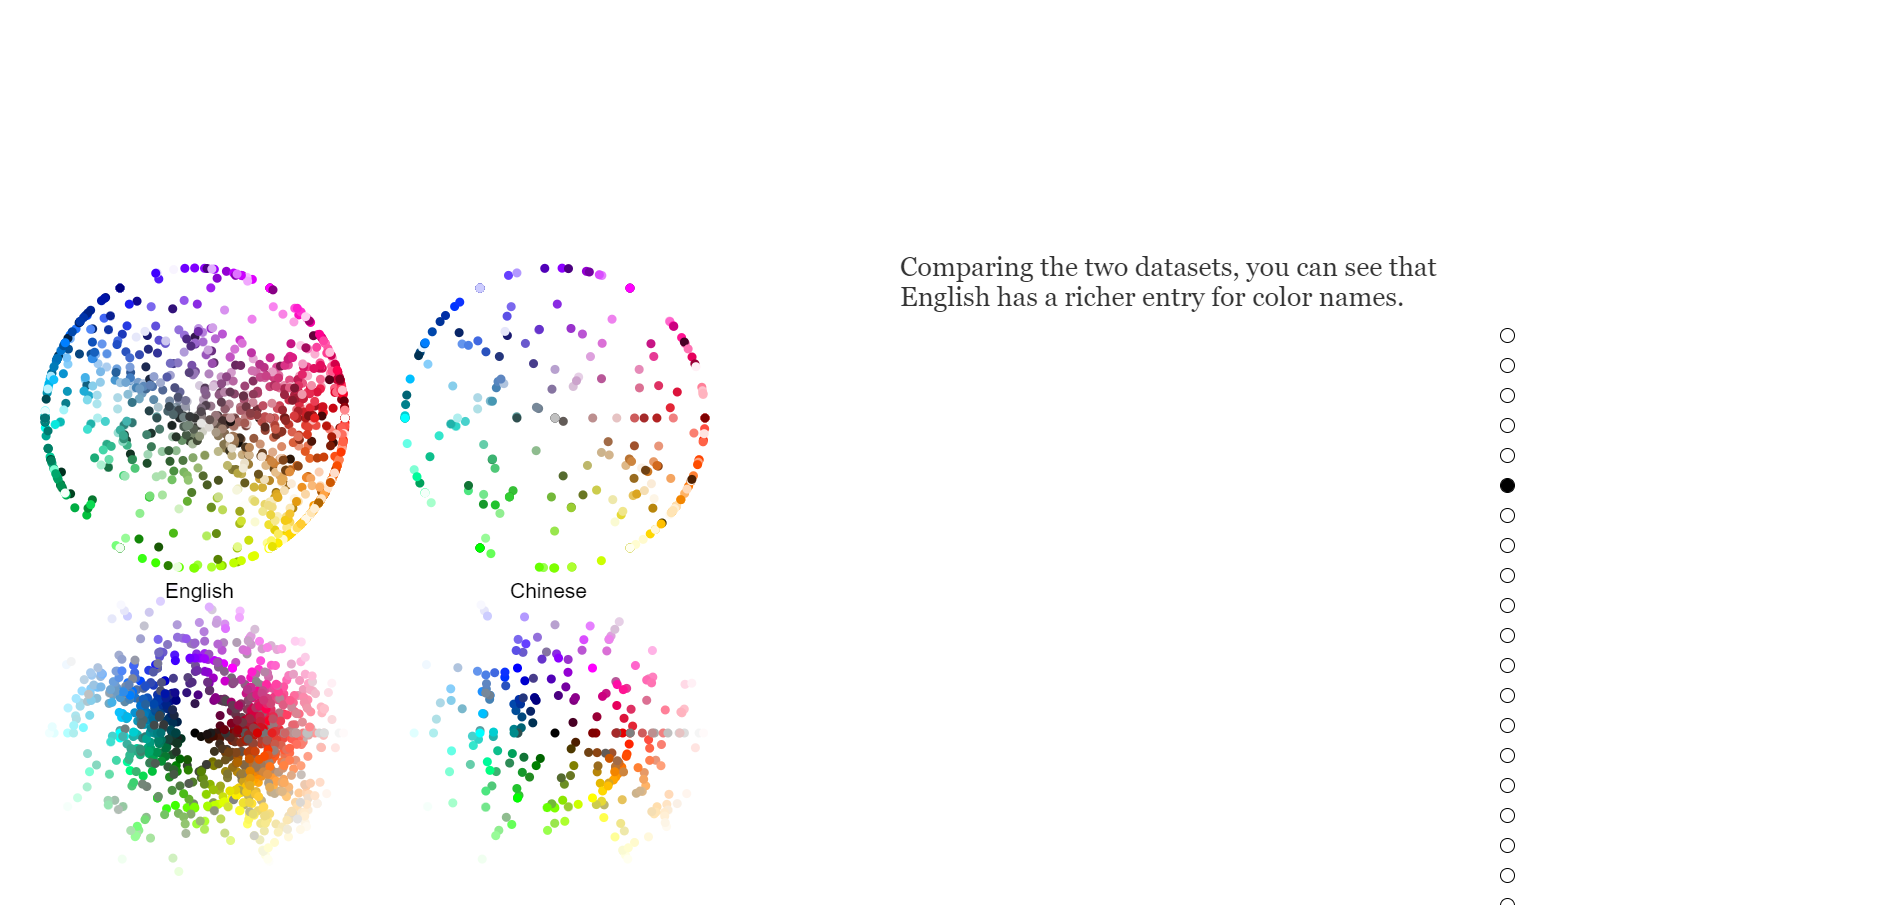 Comparing the two datasets, you can see that
English has a richer entry for color names.
English
Chinese